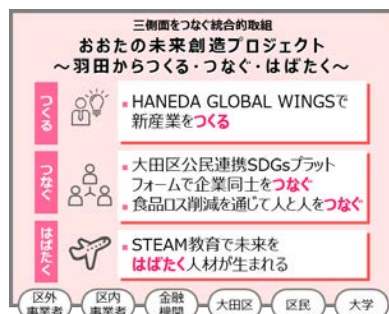 三側面をつなぐ統合的取組
おおたの未来創造プロジェクト
～羽田からつくる・つなぐ・はばたく～
つくる
HANEDA GLOBAL WINGSで
新産業をつくる
つなぐ
大田区公民連携SDGsプラット
フォームで企業同士をつなぐ
食品ロス削減を通じて人と人をつなぐ
はばたく
STEAM教育で未来を
はばたく人材が生まれる
区外
事業者
区内
事業者
金融
機関
大田区
区民
大学